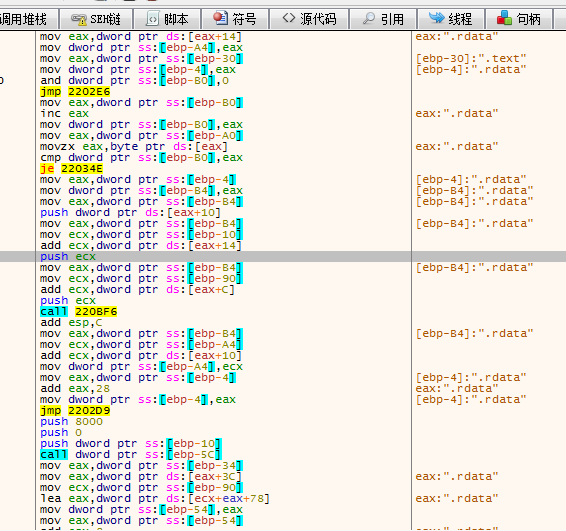 调用堆栈 SEH链 脚本 符号 源代码 引用 线程 句柄
mov eax,dword ptr ds:[eax+14] eax:".rdata"
mov dword ptr ss:[ebp-A4],eax
mov eax,dword ptr ss:[ebp-30] [ebp-30]:".text"
mov dword ptr ss:[ebp-4],eax [ebp-4]:".rdata"
and dword ptr ss:[ebp-B0],0
jmp 2202E6
mov eax,dword ptr ss:[ebp-B0]
inc eax eax:".rdata"
mov dword ptr ss:[ebp-B0],eax
mov eax,dword ptr ss:[ebp-A0]
movzx eax,byte ptr ds:[eax] eax:".rdata"
cmp dword ptr ss:[ebp-B0],eax
je 22034E
mov eax,dword ptr ss:[ebp-4] [ebp-4]:".rdata"
mov dword ptr ss:[ebp-B4],eax [ebp-B4]:".rdata"
mov eax,dword ptr ss:[ebp-B4] [ebp-B4]:".rdata"
push dword ptr ds:[eax+10]
mov eax,dword ptr ss:[ebp-B4] [ebp-B4]:".rdata"
mov ecx,dword ptr ss:[ebp-10]
add ecx,dword ptr ds:[eax+14]
push ecx
mov eax,dword ptr ss:[ebp-B4] [ebp-B4]:".rdata"
mov ecx,dword ptr ss:[ebp-90]
add ecx,dword ptr ds:[eax+C]
push ecx
call 220BF6
add esp,C
mov eax,dword ptr ss:[ebp-B4] [ebp-B4]:".rdata"
mov ecx,dword ptr ss:[ebp-A4]
add ecx,dword ptr ds:[eax+10]
mov dword ptr ss:[ebp-A4],ecx
mov eax,dword ptr ss:[ebp-4] [ebp-4]:".rdata"
add eax,28 eax:".rdata"
mov dword ptr ss:[ebp-4],eax [ebp-4]:".rdata"
jmp 2202D9
push 8000
push 0
push dword ptr ss:[ebp-10]
call dword ptr ss:[ebp-5C]
mov eax,dword ptr ss:[ebp-34]
mov eax,dword ptr ds:[eax+3C] eax:".rdata"
mov ecx,dword ptr ss:[ebp-90]
lea eax,dword ptr ds:[ecx+eax+78] eax:".rdata"
mov dword ptr ss:[ebp-54],eax
mov eax,dword ptr ss:[ebp-54]